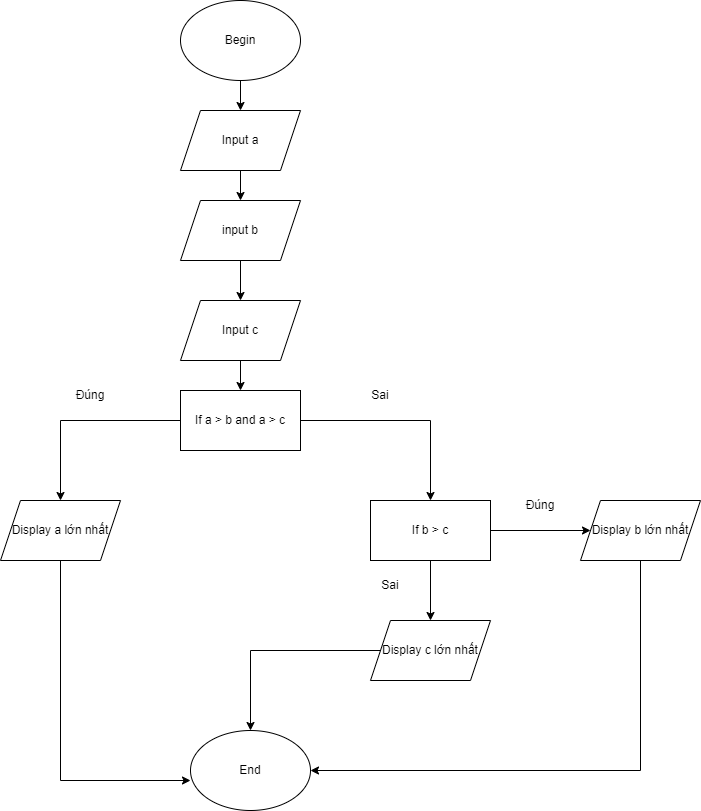 Begin
Input a
input b
Input c
Đúng
Sai
If a > b and a > c
Display a lớn nhất
If b > c
Đúng
Display b lớn nhất
Sai
Display c lớn nhất
End